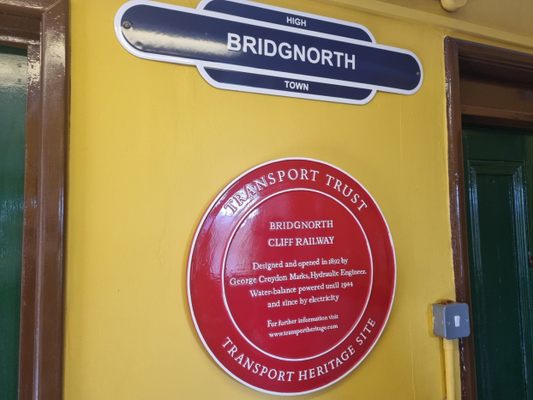 HIGH
BRIDGNORTH
TOWN
TRANSPORT TRUST
BRIDGNORTH
CLIFF RAILWAY
Designed and opened in 1892 by
George Croydon Marks, Hydraulic Engineer.
Water-balance powered until 1944
and since by electricity
For further information visit
www.transportheritage.com
TRANSPORT HERITAGE SITE